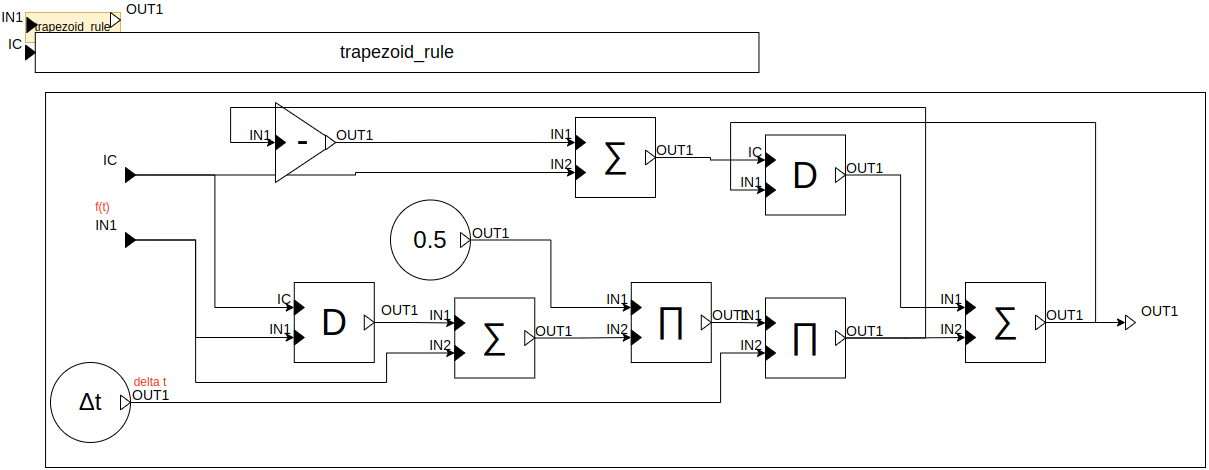 IN1
OUT1
trapezoid_rule
IC
trapezoid_rule
IN1
-
OUT1
IN1
IN2
∑
OUT1
IC
IN1
D
OUT1
IC
f(t)
IN1
0.5
OUT1
IC
IN1
D
OUT1
IN1
IN2
∑
OUT1
IN1
IN2
∏
OUT1
IN1
IN2
∏
OUT1
IN1
IN2
∑
OUT1
OUT1
delta t
Δt
OUT1